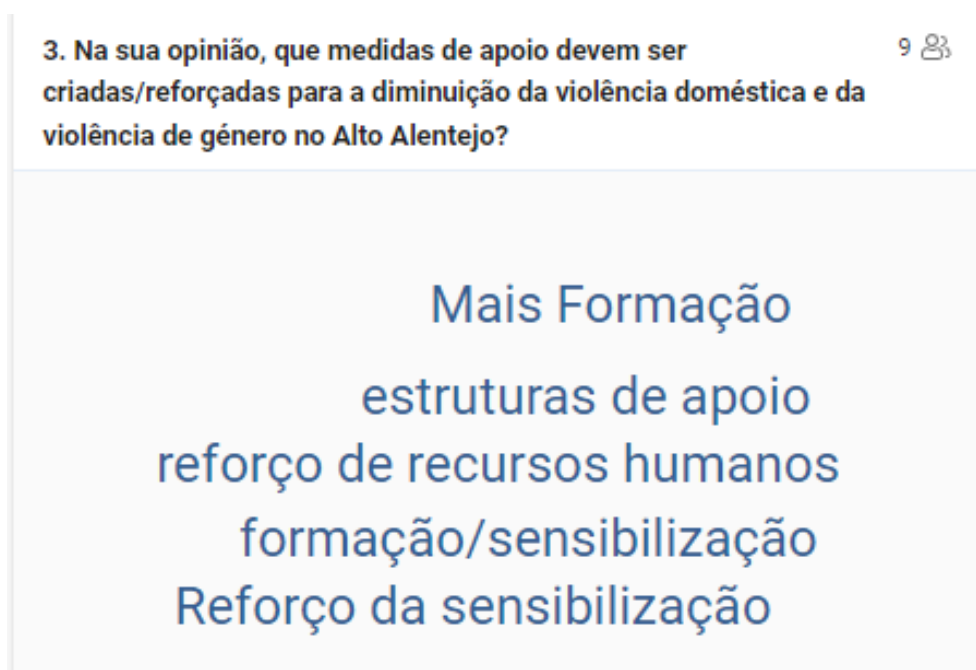 3. Na sua opinião, que medidas de apoio devem ser
9
criadas/reforçadas para a diminuição da violência doméstica e da
violência de género no Alto Alentejo?
Mais Formação
estruturas de apoio
reforço de recursos humanos
formação/sensibilização
Reforço da sensibilização